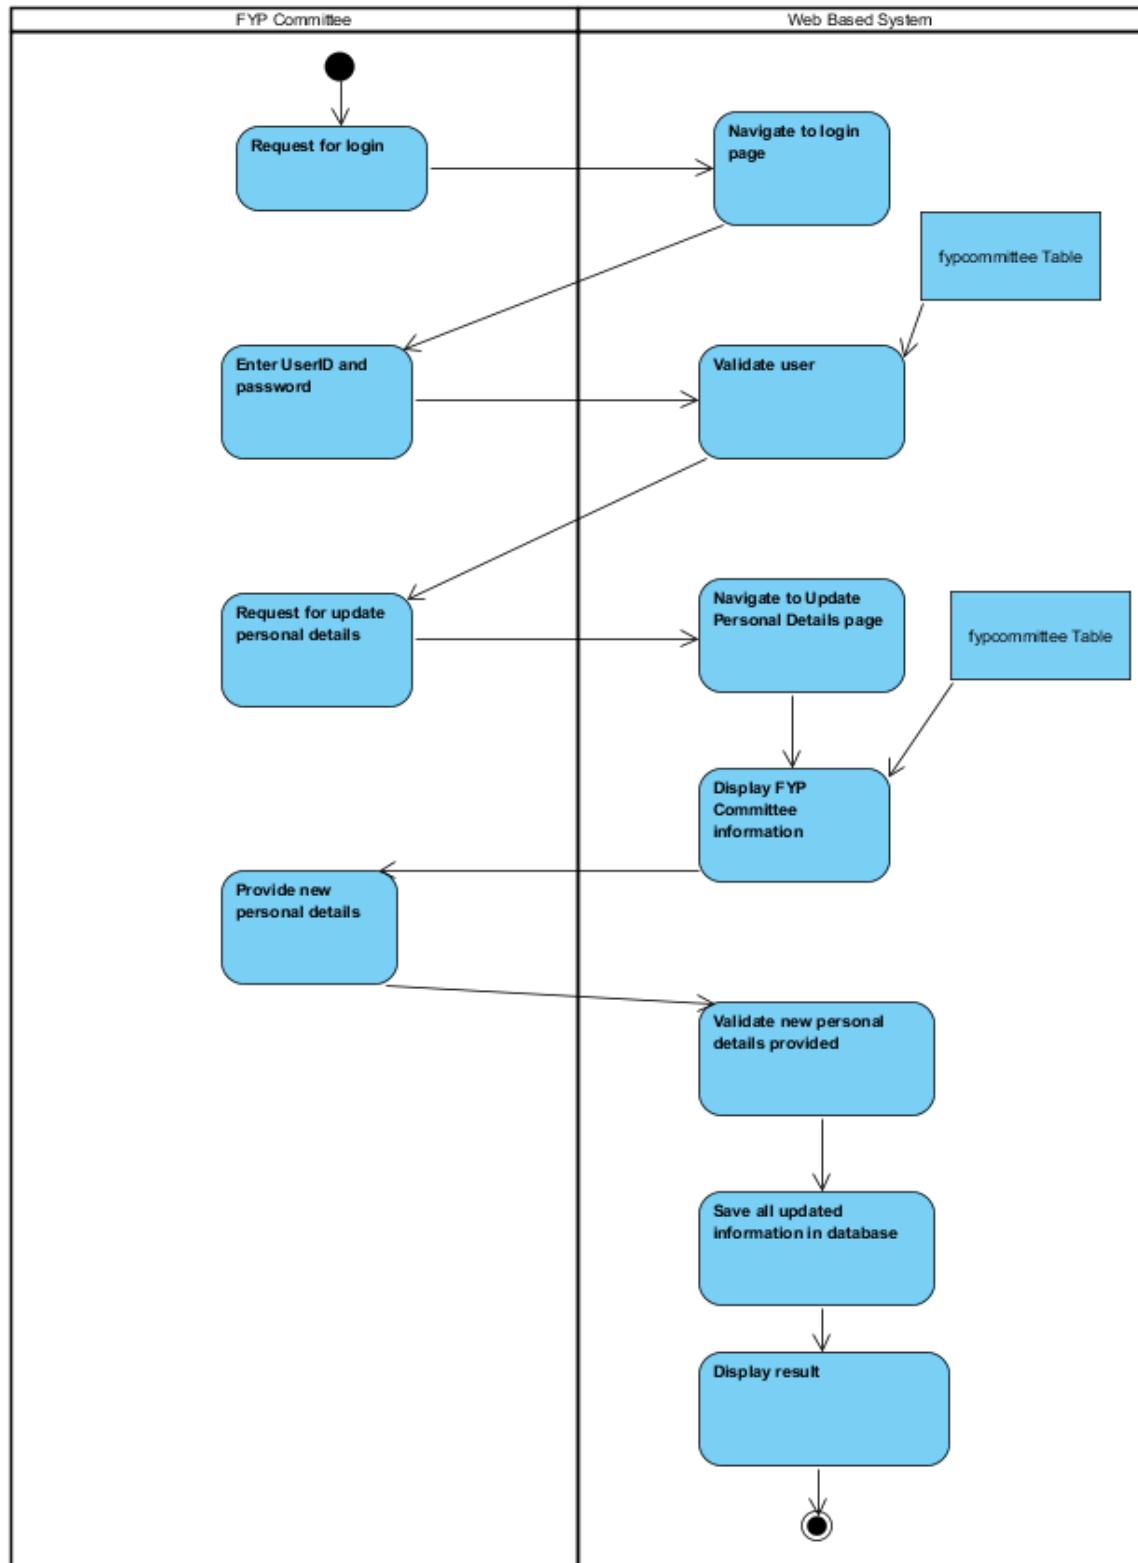 FYP Committee
Web Based System
Request for login
Navigate to login
page
fypcommittee Table
Enter UserID and
password
Validate user
Request for update
personal details
Navigate to Update
Personal Details page
fypcommittee Table
Display FYP
Committee
information
Provide new
personal details
Validate new personal
details provided
Save all updated
information in database
Display result